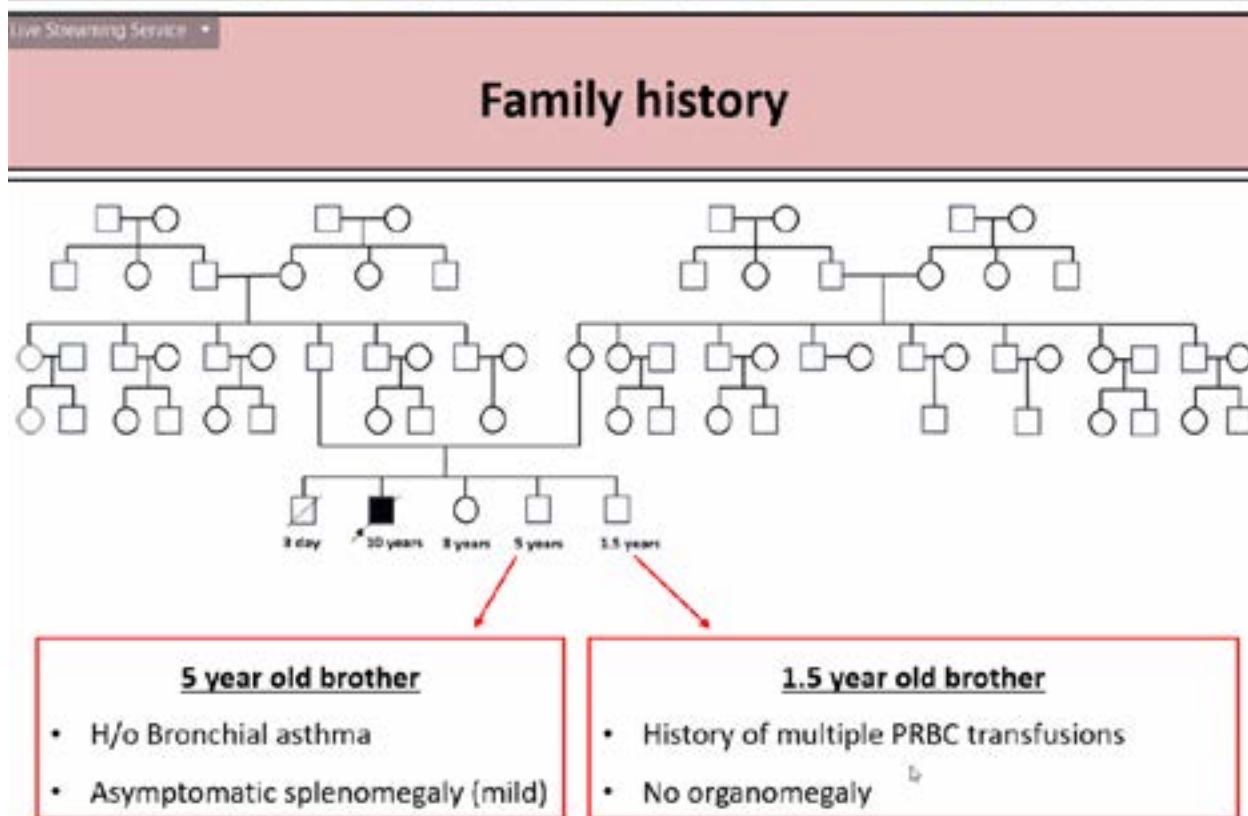 Live Streaming Service
Family history
3 day 10 years 8 years 5 years 1.5 years
5 year old brother
• H/o Bronchial asthma
• Asymptomatic splenomegaly (mild)
1.5 year old brother
• History of multiple PRBC transfusions
• No organomegaly